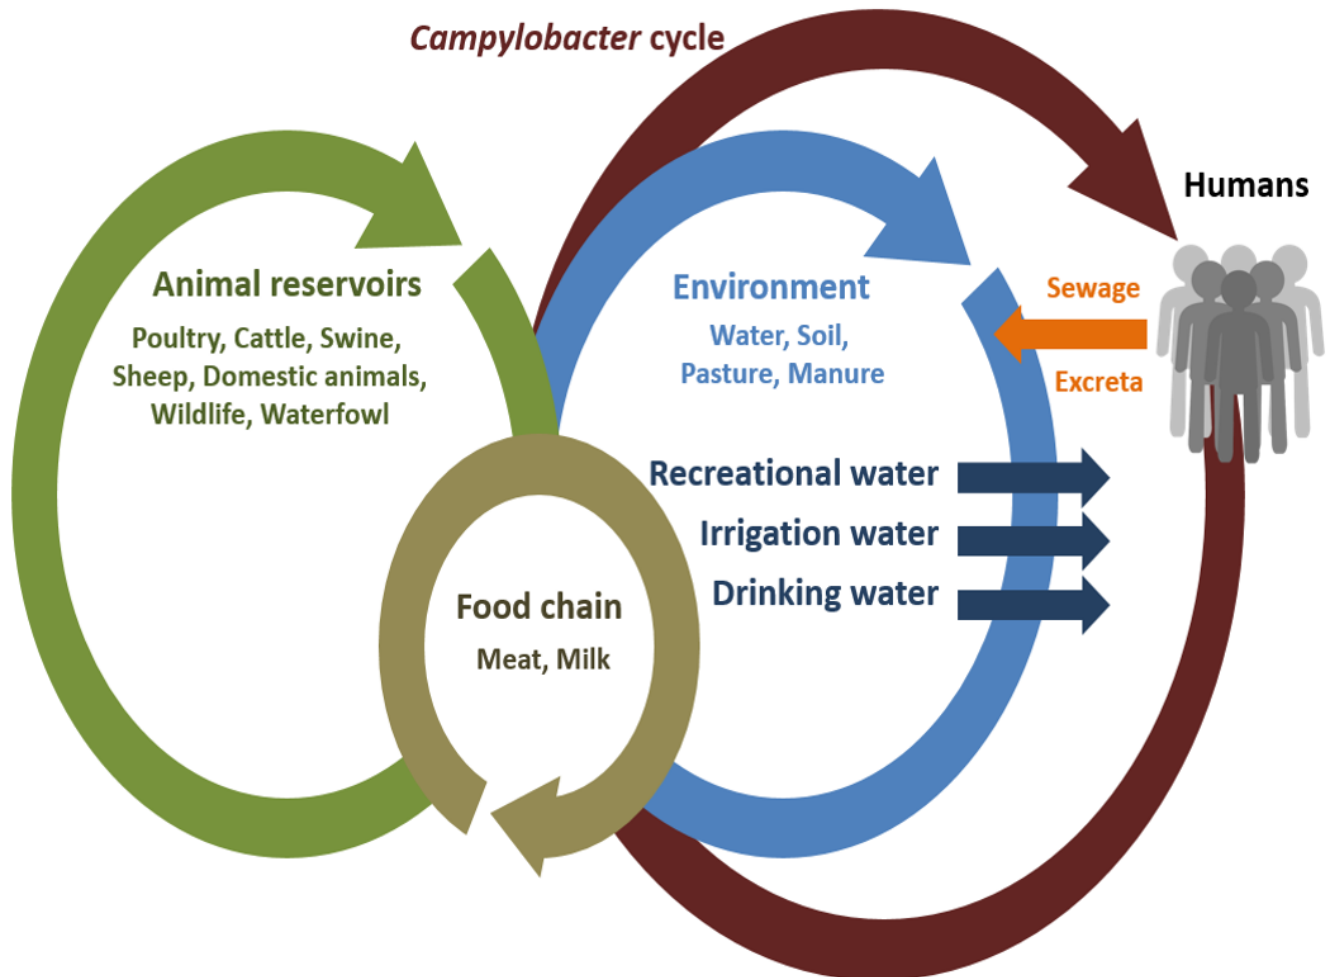 Campylobacter cycle
Humans
Animal reservoirs
Poultry, Cattle, Swine,
Sheep, Domestic animals,
Wildlife, Waterfowl
Environment
Water, Soil,
Pasture, Manure
Sewage
Excreta
Recreational water
Irrigation water
Drinking water
Food chain
Meat, Milk